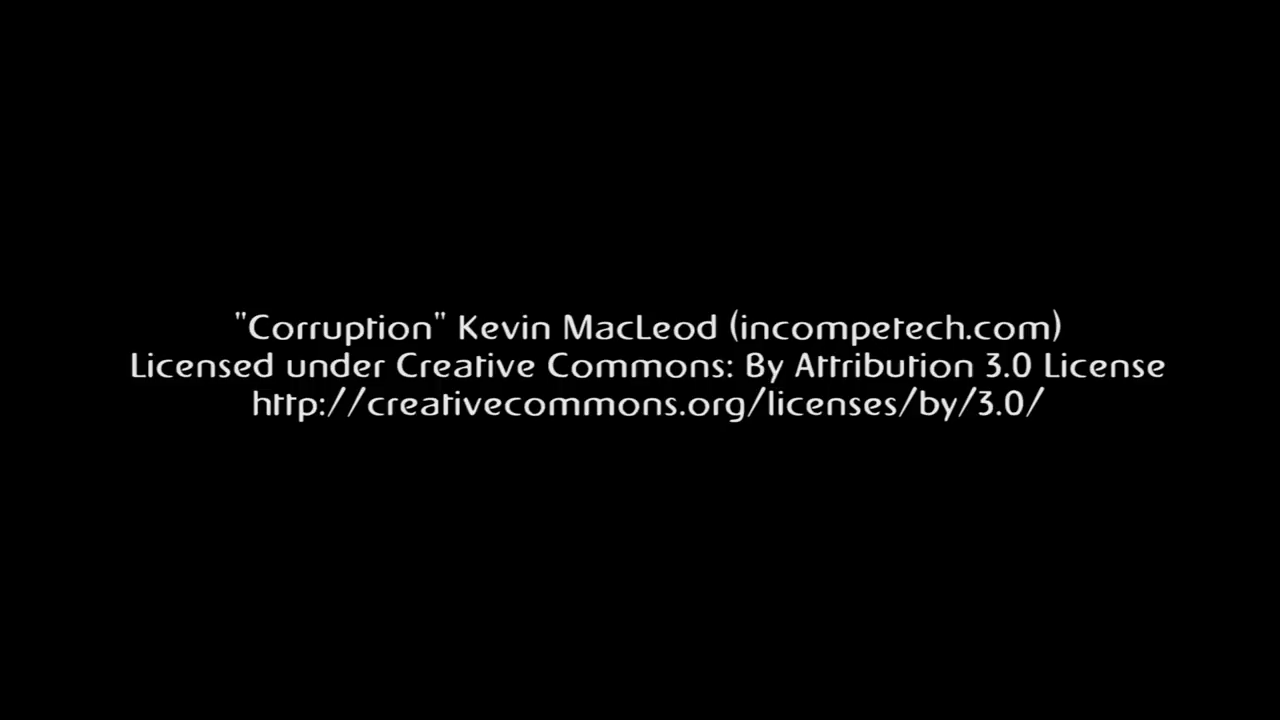 "Corruption" Kevin MacLeod (incompetech.com)
Licensed under Creative Commons: By Attribution 3.0 License
http://creativecommons.org/licenses/by/3.0/